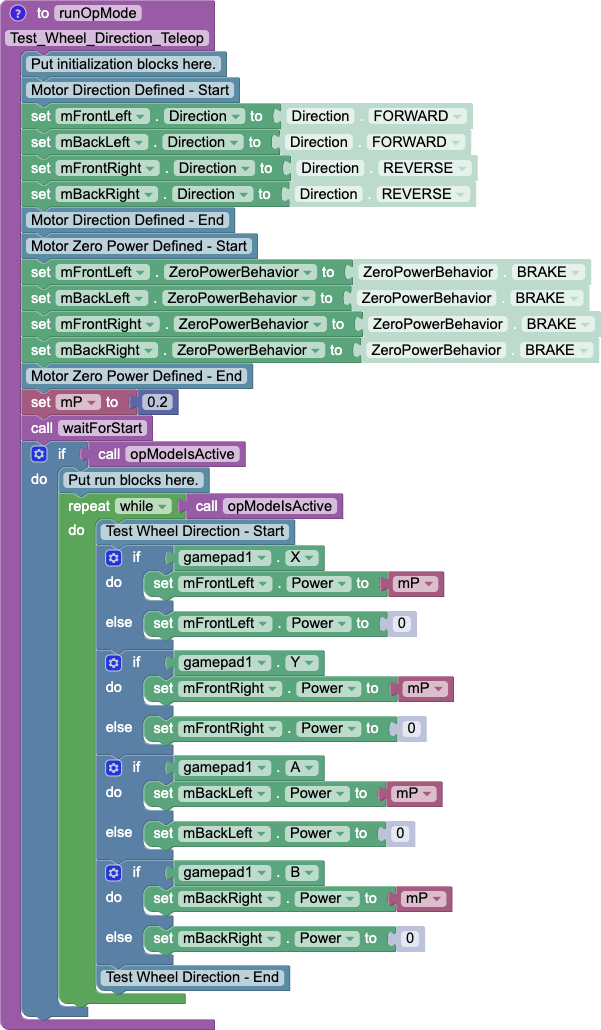 ? to runOpMode
Test_Wheel_Direction_Teleop
Put initialization blocks here.
Motor Direction Defined - Start
set mFrontLeft . Direction to Direction . FORWARD
set mBackLeft . Direction to Direction . FORWARD
set mFrontRight . Direction to Direction . REVERSE
set mBackRight . Direction to Direction . REVERSE
Motor Direction Defined - End
Motor Zero Power Defined - Start
set mFrontLeft . ZeroPowerBehavior to ZeroPowerBehavior . BRAKE
set mBackLeft . ZeroPowerBehavior to ZeroPowerBehavior . BRAKE
set mFrontRight . ZeroPowerBehavior to ZeroPowerBehavior . BRAKE
set mBackRight . ZeroPowerBehavior to ZeroPowerBehavior . BRAKE
Motor Zero Power Defined - End
set mP to 0.2
call waitForStart
if call opModeIsActive
do Put run blocks here.
repeat while call opModeIsActive
do Test Wheel Direction - Start
if gamepad1 . X
do set mFrontLeft . Power to mP
else set mFrontLeft . Power to 0
if gamepad1 . Y
do set mFrontRight . Power to mP
else set mFrontRight . Power to 0
if gamepad1 . A
do set mBackLeft . Power to mP
else set mBackLeft . Power to 0
if gamepad1 . B
do set mBackRight . Power to mP
else set mBackRight . Power to 0
Test Wheel Direction - End